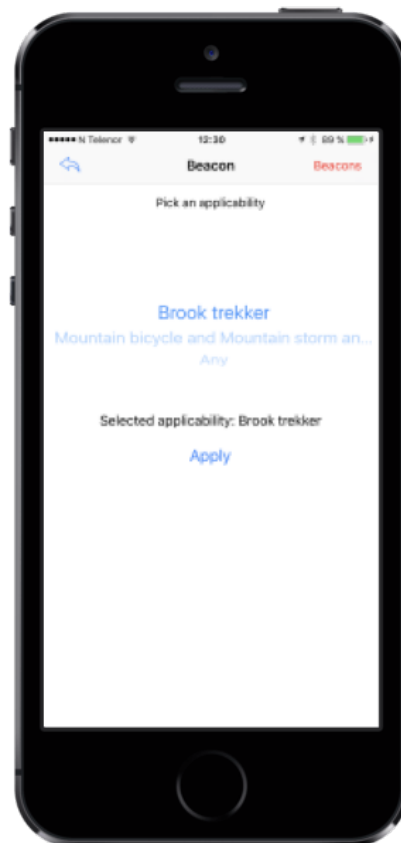 N Telenor 12:30 89 %
Beacon Beacons
Pick an applicability
Brook trekker
Mountain bicycle and Mountain storm an...
Any
Selected applicability: Brook trekker
Apply